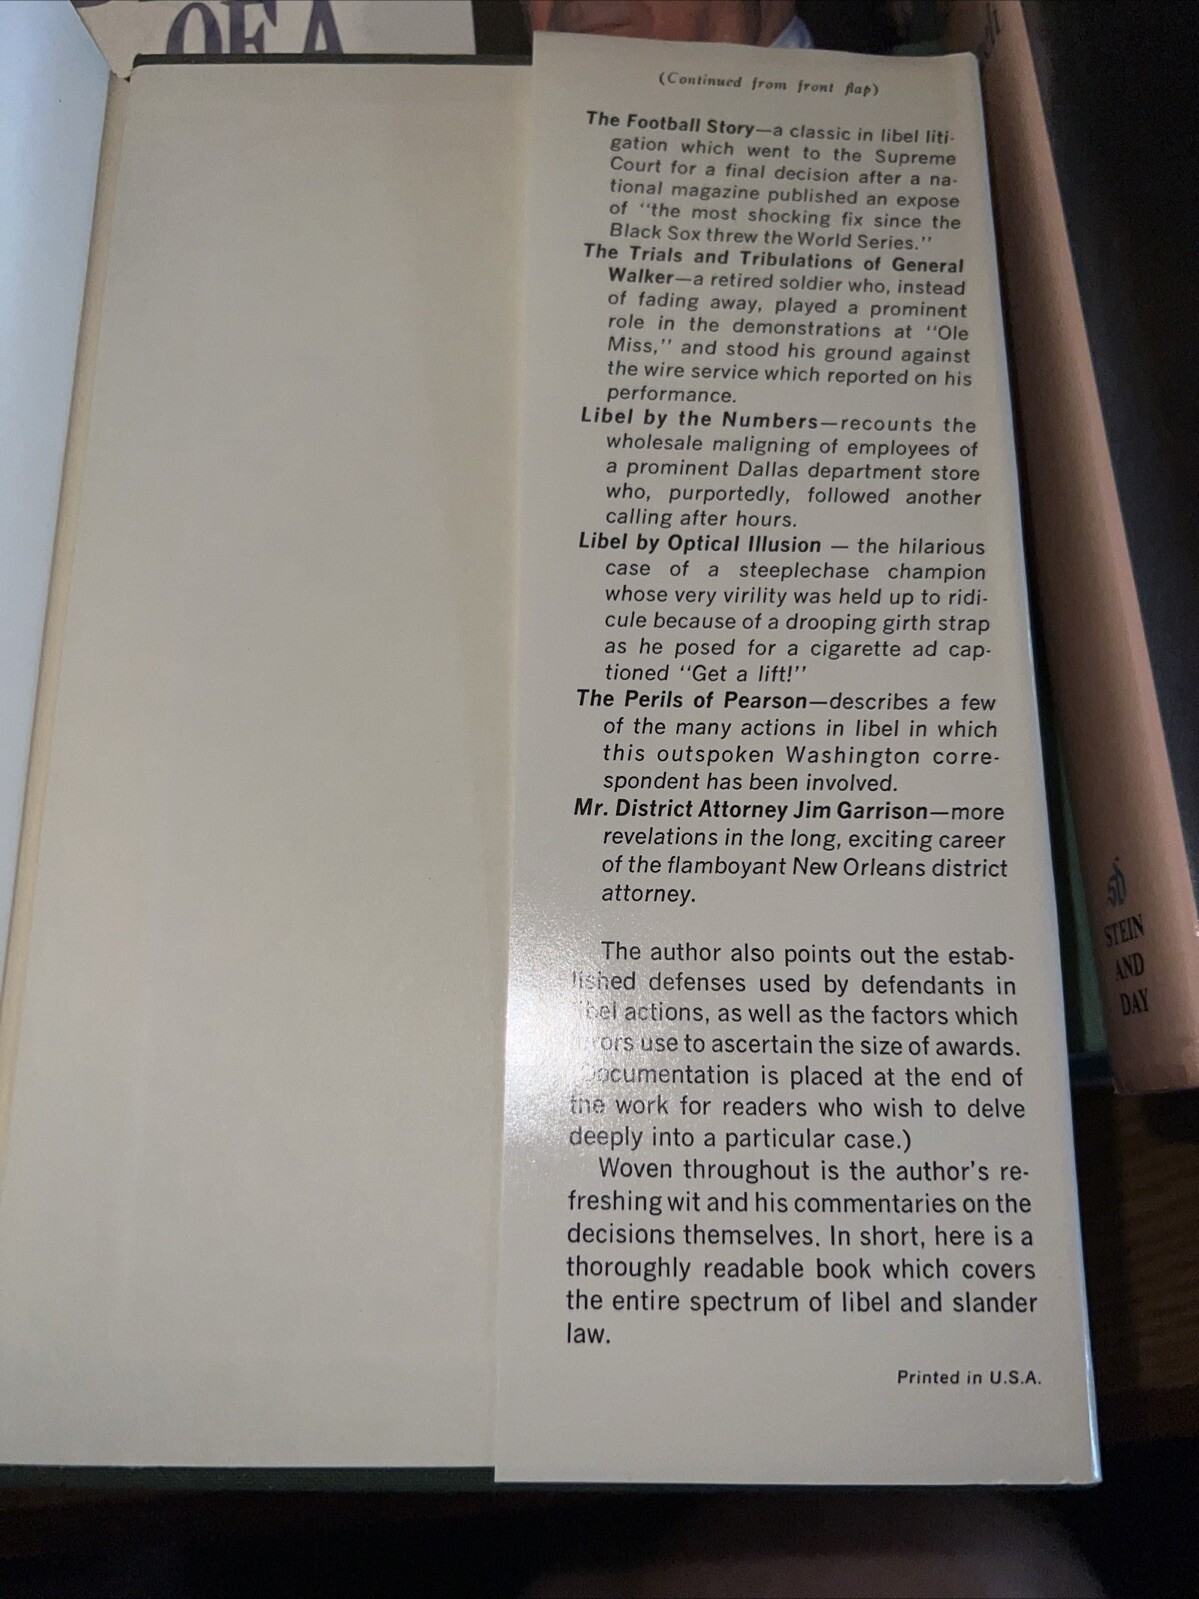 OF A
(Continued from front flap)
The Football Story—a classic in libel liti-
gation which went to the Supreme
Court for a final decision after a na-
tional magazine published an expose
of "the most shocking fix since the
Black Sox threw the World Series."
The Trials and Tribulations of General
Walker—a retired soldier who, instead
of fading away, played a prominent
role in the demonstrations at "Ole
Miss," and stood his ground against
the wire service which reported on his
performance.
Libel by the Numbers—recounts the
wholesale maligning of employees of
a prominent Dallas department store
who, purportedly, followed another
calling after hours.
Libel by Optical Illusion — the hilarious
case of a steeplechase champion
whose very virility was held up to ridi-
cule because of a drooping girth strap
as he posed for a cigarette ad cap-
tioned "Get a lift!"
The Perils of Pearson—describes a few
of the many actions in libel in which
this outspoken Washington corre-
spondent has been involved.
Mr. District Attorney Jim Garrison—more
revelations in the long, exciting career
of the flamboyant New Orleans district
attorney.
The author also points out the estab-
lished defenses used by defendants in
libel actions, as well as the factors which
jurors use to ascertain the size of awards.
(Documentation is placed at the end of
the work for readers who wish to delve
deeply into a particular case.)
Woven throughout is the author's re-
freshing wit and his commentaries on the
decisions themselves. In short, here is a
thoroughly readable book which covers
the entire spectrum of libel and slander
law.
Printed in U.S.A.
STEIN
AND
DAY